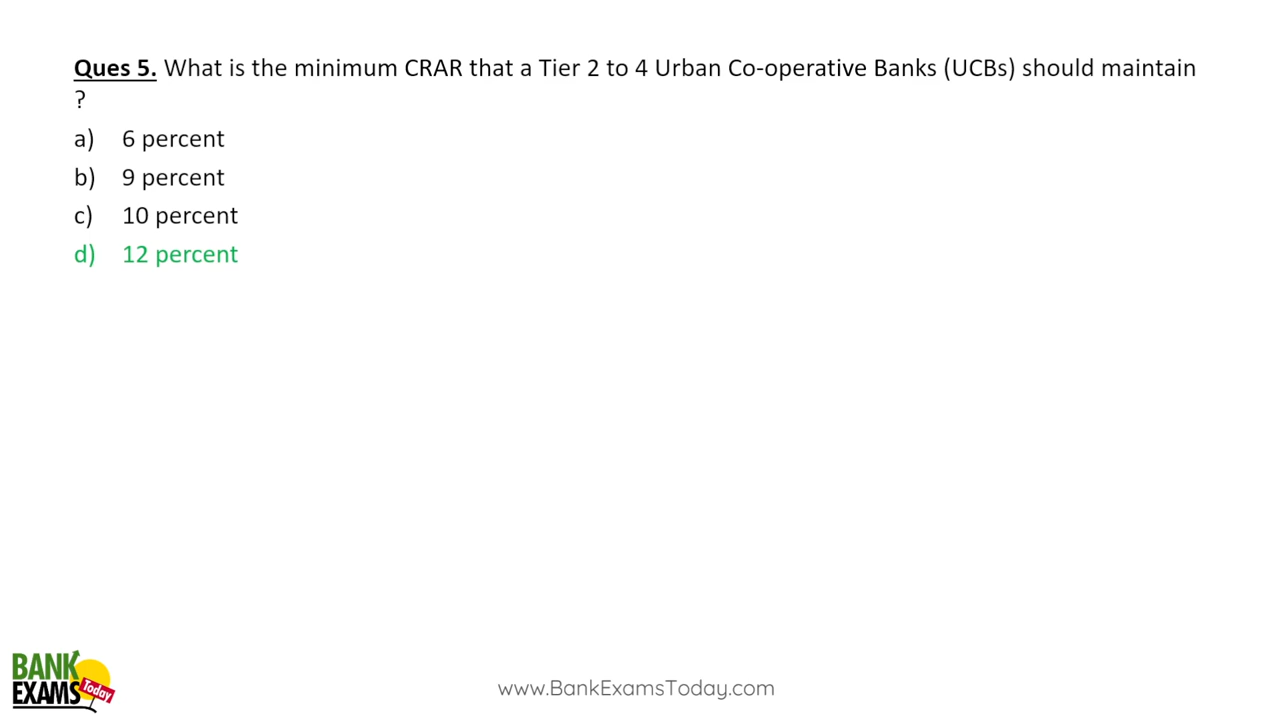 Ques 5. What is the minimum CRAR that a Tier 2 to 4 Urban Co-operative Banks (UCBs) should maintain
?
a) 6 percent
b) 9 percent
c) 10 percent
d) 12 percent
BANK
EXAMS Today
www.BankExamsToday.com